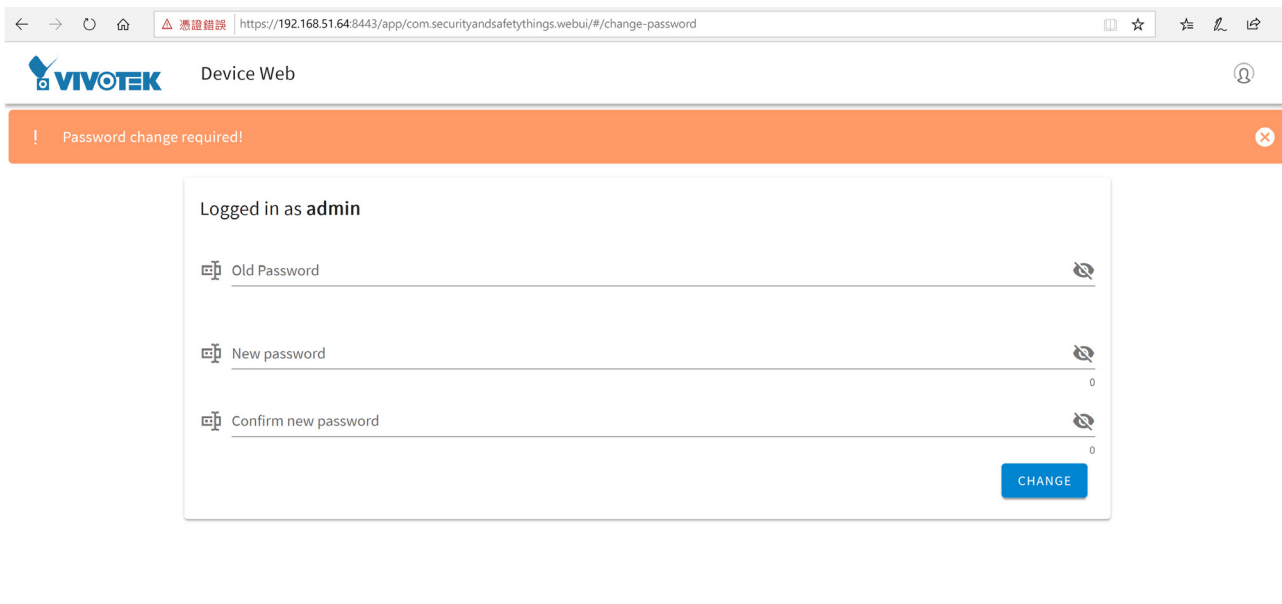 憑證錯誤 https://192.168.51.64:8443/app/com.securityandsafetythings.webui/#/change-password
VIVOTEK Device Web
! Password change required!
Logged in as admin
Old Password
New password
0
Confirm new password
0
CHANGE